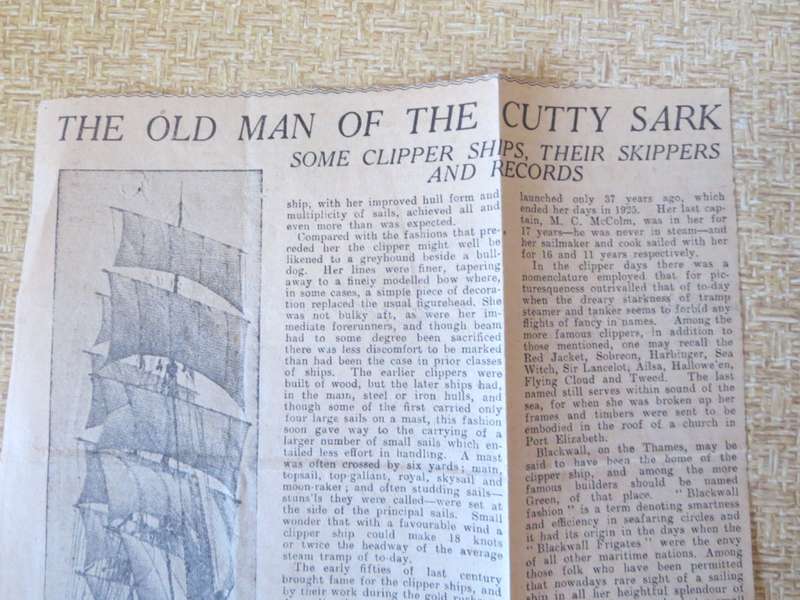 THE OLD MAN OF THE CUTTY SARK
SOME CLIPPER SHIPS, THEIR SKIPPERS
AND RECORDS
ship, with her improved hull form and
multiplicity of sails, achieved all and
even more than was expected.
Compared with the fashions that pre-
ceded her the clipper might well be
likened to a greyhound beside a bull-
dog. Her lines were finer, tapering
away to a finely modelled bow where,
in some cases, a simple piece of decora-
tion replaced the usual figurehead. She
was not bulky aft, as were her im-
mediate forerunners, and though beam
had to some degree been sacrificed
there was less discomfort to be marked
than had been the case in prior classes
of ships. The earlier clippers were
built of wood, but the later ships had,
in the main, steel or iron hulls, and
though some of the first carried only
four large sails on a mast, this fashion
soon gave way to the carrying of a
larger number of small sails which en-
tailed less effort in handling. A mast
was often crossed by six yards; main,
topsail, top-gallant, royal, skysail and
moon-raker; and often studding sails—
stuns'ls they were called—were set at
the side of the principal sails. Small
wonder that with a favourable wind a
clipper ship could make 18 knots
or twice the headway of the average
steam tramp of to-day.
The early fifties of last century
brought fame for the clipper ships, and
by their work during the gold
launched only 37 years ago, which
ended her days in 1925. Her last cap-
tain, M. C. McColm, was in her for
17 years—he was never in steam—and
her sailmaker and cook sailed with her
for 16 and 11 years respectively.
In the clipper days there was a
nomenclature employed that for pic-
turesqueness outrivalled that of to-day
when the dreary starkness of tramp
steamer and tanker seems to forbid any
flights of fancy in names. Among the
more famous clippers, in addition to
those mentioned, one may recall the
Red Jacket, Sobreon, Harbinger, Sea
Witch, Sir Lancelot, Ailsa, Hallowe'en,
Flying Cloud and Tweed. The last
named still serves within sound of the
sea, for when she was broken up her
frames and timbers were sent to be
embodied in the roof of a church in
Port Elizabeth.
Blackwall, on the Thames, may be
said to have been the home of the
clipper ship, and among the more
famous builders should be named
Green, of that place. "Blackwall
fashion" is a term denoting smartness
and efficiency in seafaring circles and
it had its origin in the days when the
"Blackwall Frigates" were the envy
of all other maritime nations. Among
those folk who have been permitted
that nowadays rare sight of a sailing
ship in all her heightful splendour of